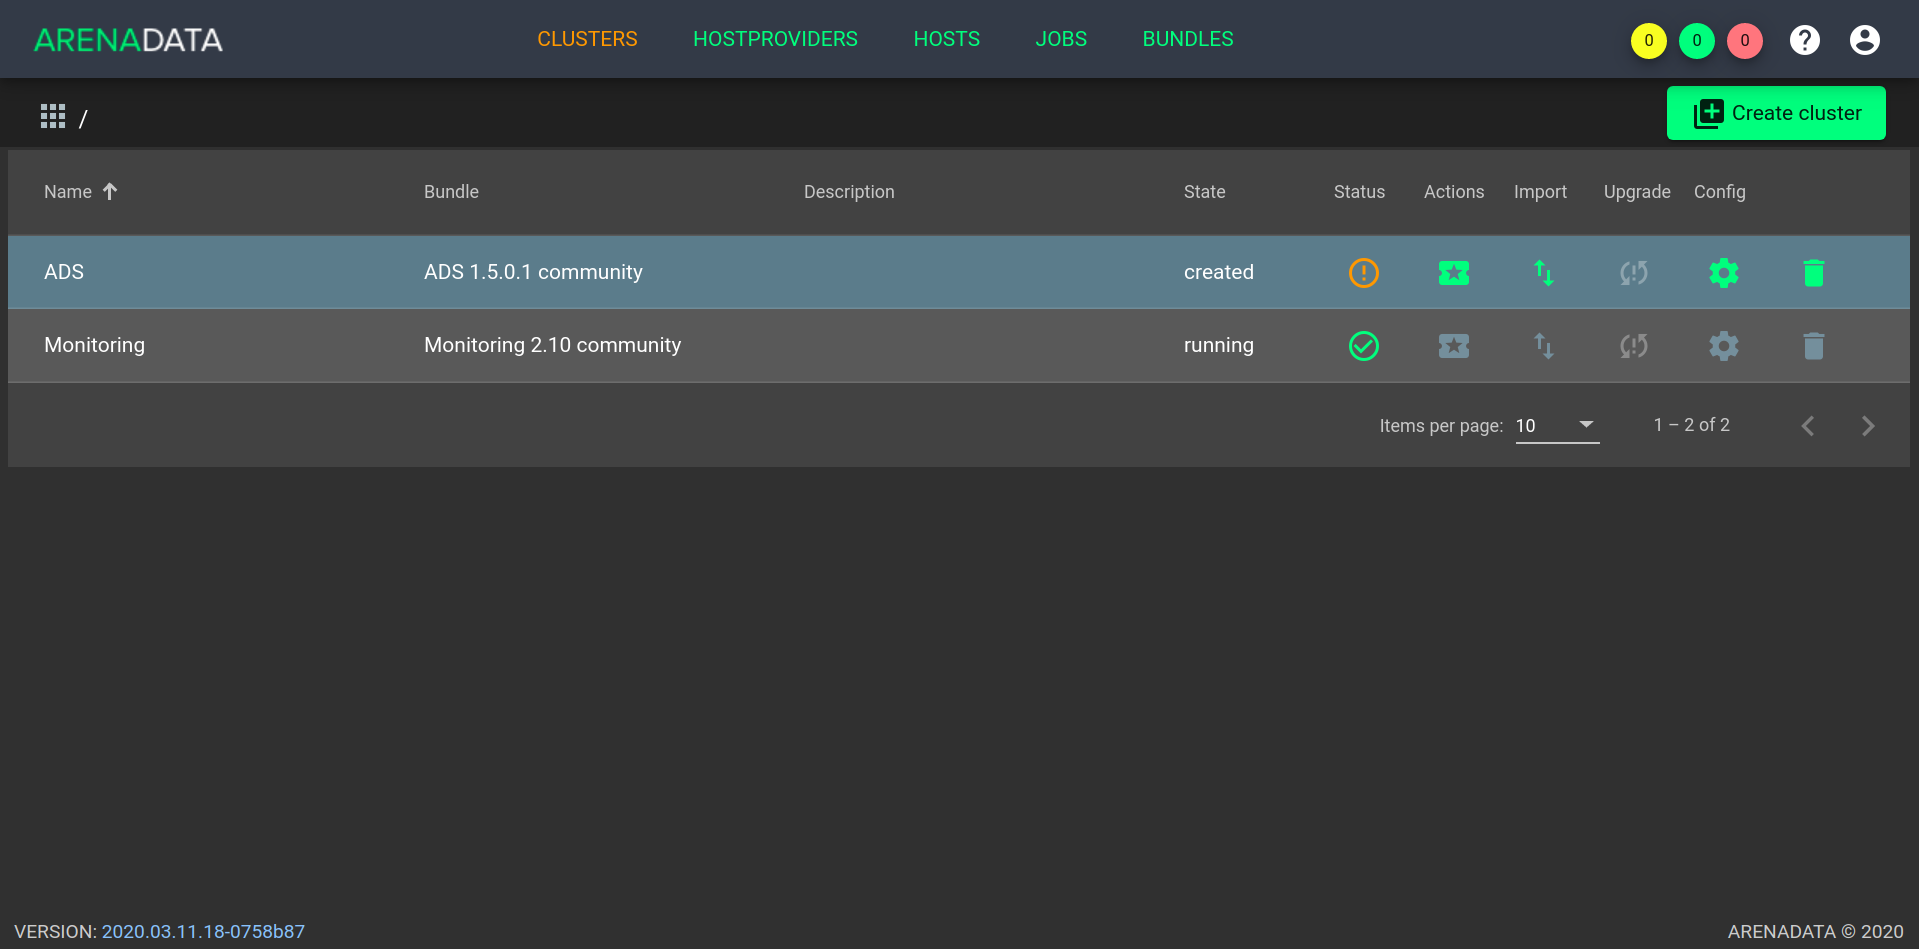 ARENADATA CLUSTERS HOSTPROVIDERS HOSTS JOBS BUNDLES 0 0 0 ?
/ Create cluster
Name Bundle Description State Status Actions Import Upgrade Config
ADS ADS 1.5.0.1 community created
Monitoring Monitoring 2.10 community running
Items per page: 10 1 – 2 of 2
VERSION: 2020.03.11.18-0758b87 ARENADATA © 2020